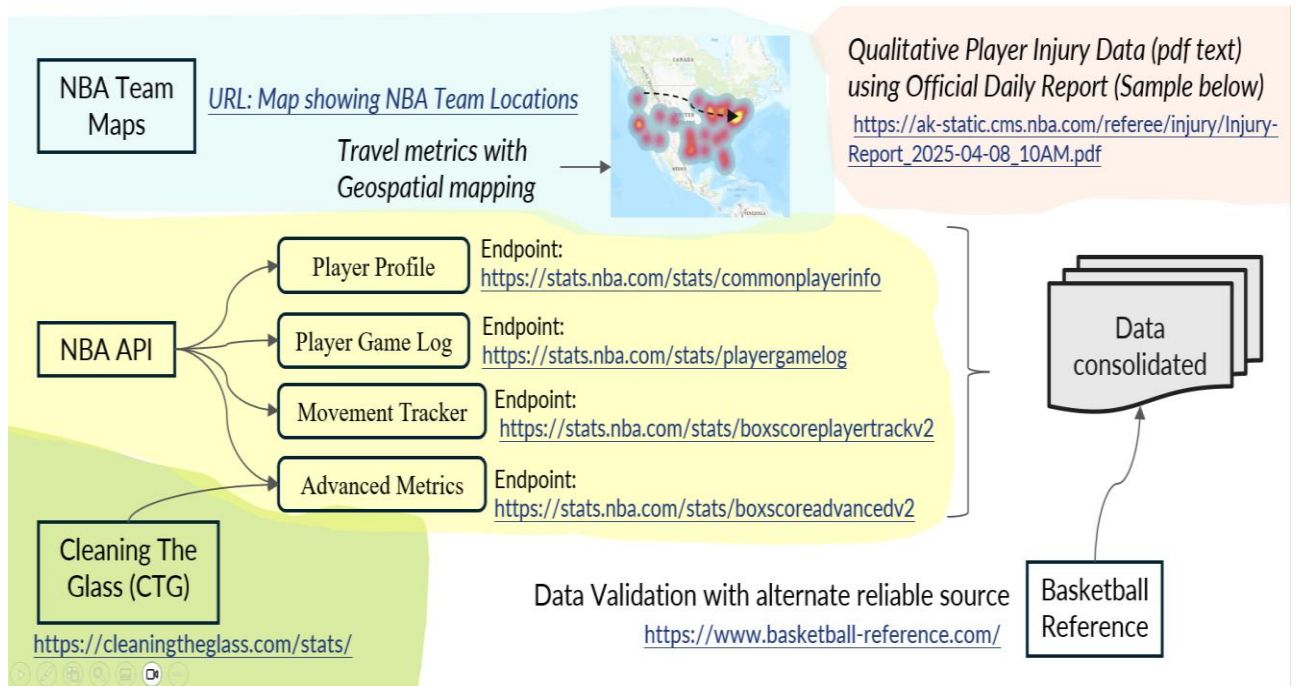 NBA Team
Maps
URL: Map showing NBA Team Locations
Travel metrics with
Geospatial mapping
CANADA
MEXICO
Qualitative Player Injury Data (pdf text)
using Official Daily Report (Sample below)
https://ak-static.cms.nba.com/referee/injury/Injury-
Report_2025-04-08_10AM.pdf
NBA API
Player Profile
Endpoint:
https://stats.nba.com/stats/commonplayerinfo
Player Game Log
Endpoint:
https://stats.nba.com/stats/playergamelog
Movement Tracker
Endpoint:
https://stats.nba.com/stats/boxscoreplayertrackv2
Advanced Metrics
Endpoint:
https://stats.nba.com/stats/boxscoreadvancedv2
Data
consolidated
Cleaning The
Glass (CTG)
https://cleaningtheglass.com/stats/
Data Validation with alternate reliable source
https://www.basketball-reference.com/
Basketball
Reference